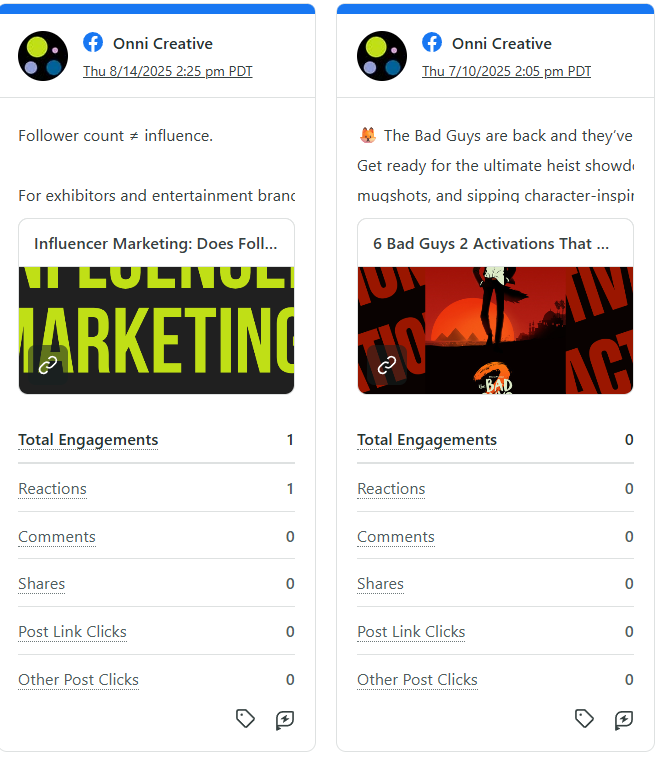 Onni Creative
Thu 8/14/2025 2:25 pm PDT
Follower count ≠ influence.
For exhibitors and entertainment branc
Influencer Marketing: Does Foll...
INFLUENCER
MARKETING
Total Engagements 1
Reactions 1
Comments 0
Shares 0
Post Link Clicks 0
Other Post Clicks 0
Onni Creative
Thu 7/10/2025 2:05 pm PDT
🦊 The Bad Guys are back and they’ve
Get ready for the ultimate heist showd
mugshots, and sipping character-inspir
6 Bad Guys 2 Activations That ...
THE BAD
2
Total Engagements 0
Reactions 0
Comments 0
Shares 0
Post Link Clicks 0
Other Post Clicks 0